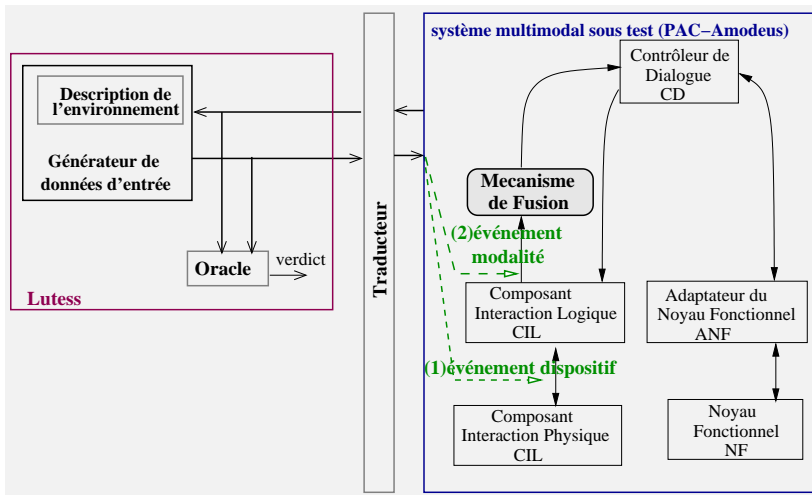 système multimodal sous test (PAC−Amodeus)
Description de
l'environnement
Générateur de
données d'entrée
Oracle
verdict
Lutess
Traducteur
Contrôleur de
Dialogue
CD
Mecanisme
de Fusion
(2)événement
modalité
Composant
Interaction Logique
CIL
Adaptateur du
Noyau Fonctionnel
ANF
(1)événement dispositif
Composant
Interaction Physique
CIL
Noyau
Fonctionnel
NF